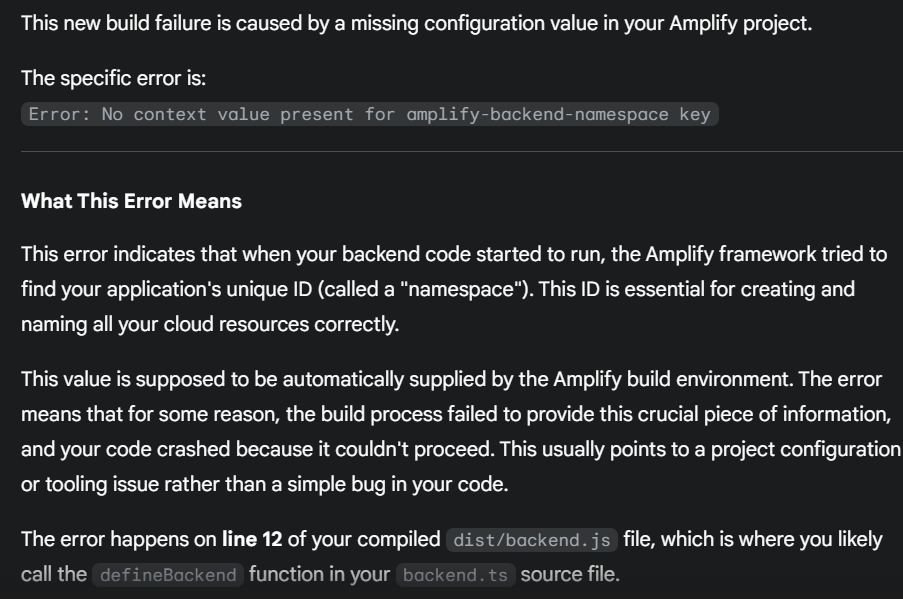 This new build failure is caused by a missing configuration value in your Amplify project.
The specific error is:
Error: No context value present for amplify-backend-namespace key
What This Error Means
This error indicates that when your backend code started to run, the Amplify framework tried to
find your application's unique ID (called a "namespace"). This ID is essential for creating and
naming all your cloud resources correctly.
This value is supposed to be automatically supplied by the Amplify build environment. The error
means that for some reason, the build process failed to provide this crucial piece of information,
and your code crashed because it couldn't proceed. This usually points to a project configuration
or tooling issue rather than a simple bug in your code.
The error happens on line 12 of your compiled dist/backend.js file, which is where you likely
call the defineBackend function in your backend.ts source file.